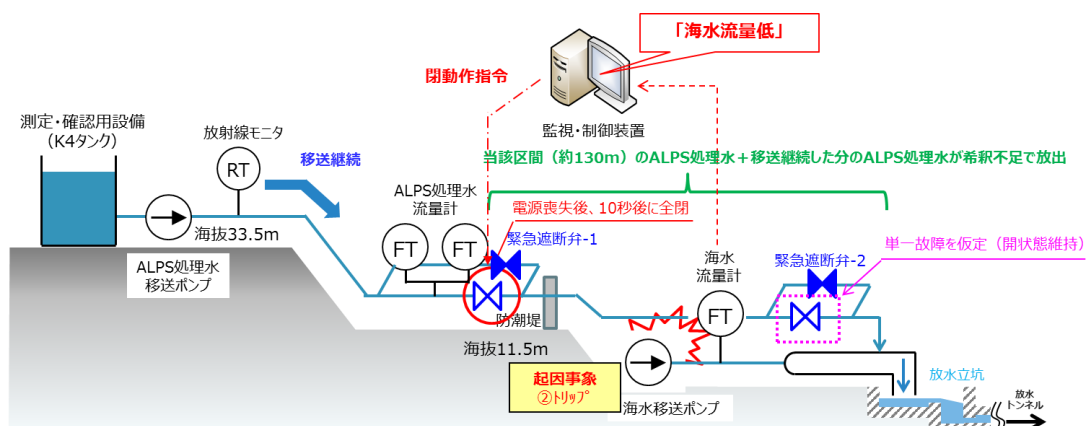 「海水流量低」
閉動作指令
監視・制御装置
測定・確認用設備
(K4タンク)
放射線モニタ
RT
移送継続
当該区間(約130m)のALPS処理水+移送継続した分のALPS処理水が希釈不足で放出
ALPS処理水
流量計
FT
FT
電源喪失後、10秒後に全閉
緊急遮断弁-1
単一故障を仮定(開状態維持)
海水
流量計
FT
緊急遮断弁-2
海抜33.5m
ALPS処理水
移送ポンプ
防潮堤
海抜11.5m
起因事象
②トリップ
海水移送ポンプ
放水立坑
放水
トンネル